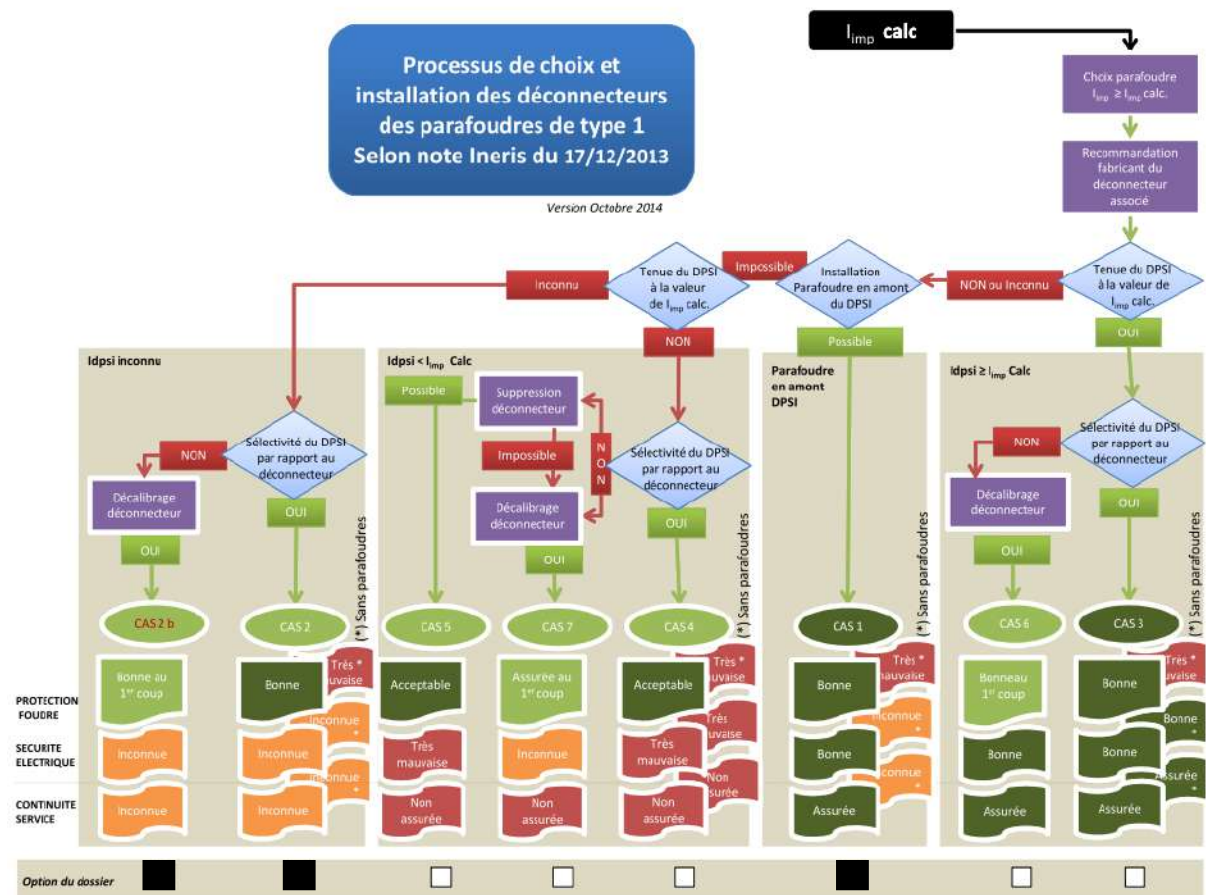 I imp calc
Processus de choix et
installation des déconnecteurs
des parafoudres de type 1
Selon note Ineris du 17/12/2013
Version Octobre 2014
Choix parafoudre
I imp ≥ I imp calc.
Recommandation
fabricant du
déconnecteur
associé
Tenue du DPSI
à la valeur
de I imp calc.
NON ou Inconnu
OUI
Installation
Parafoudre en amont
du DPSI
Impossible
Possible
Tenue du DPSI
à la valeur
de I imp calc.
Inconnu
NON
Idpsi inconnu
Sélectivité du DPSI
par rapport au
déconnecteur
NON
Décalibrage
déconnecteur
OUI
OUI
(*) Sans parafoudres
CAS 2 b
CAS 2
Idpsi < I imp Calc
Possible
Suppression
déconnecteur
Impossible
NON
Décalibrage
déconnecteur
Sélectivité du DPSI
par rapport au
déconnecteur
OUI
OUI
(*) Sans parafoudres
CAS 5
CAS 7
CAS 4
Parafoudre
en amont
DPSI
(*) Sans parafoudres
CAS 1
Idpsi ≥ I imp Calc
Sélectivité du DPSI
par rapport au
déconnecteur
NON
Décalibrage
déconnecteur
OUI
OUI
(*) Sans parafoudres
CAS 6
CAS 3
PROTECTION
FOUDRE
Bonne au
1er coup
Bonne
Très *
mauvaise
Acceptable
Assurée au
1er coup
Acceptable
Très *
mauvaise
Bonne
Très *
mauvaise
Bonne au
1er coup
Bonne
Très *
mauvaise
SECURITE
ELECTRIQUE
Inconnue
Inconnue
Inconnue
*
Très
mauvaise
Inconnue
Très
mauvaise
Très
mauvaise
Bonne
Inconnue
*
Bonne
Bonne
Bonne
*
CONTINUITE
SERVICE
Inconnue
Inconnue
Inconnue
*
Non
assurée
Non
assurée
Non
assurée
Non
assurée
Assurée
Inconnue
*
Assurée
Assurée
Assurée
*
Option du dossier